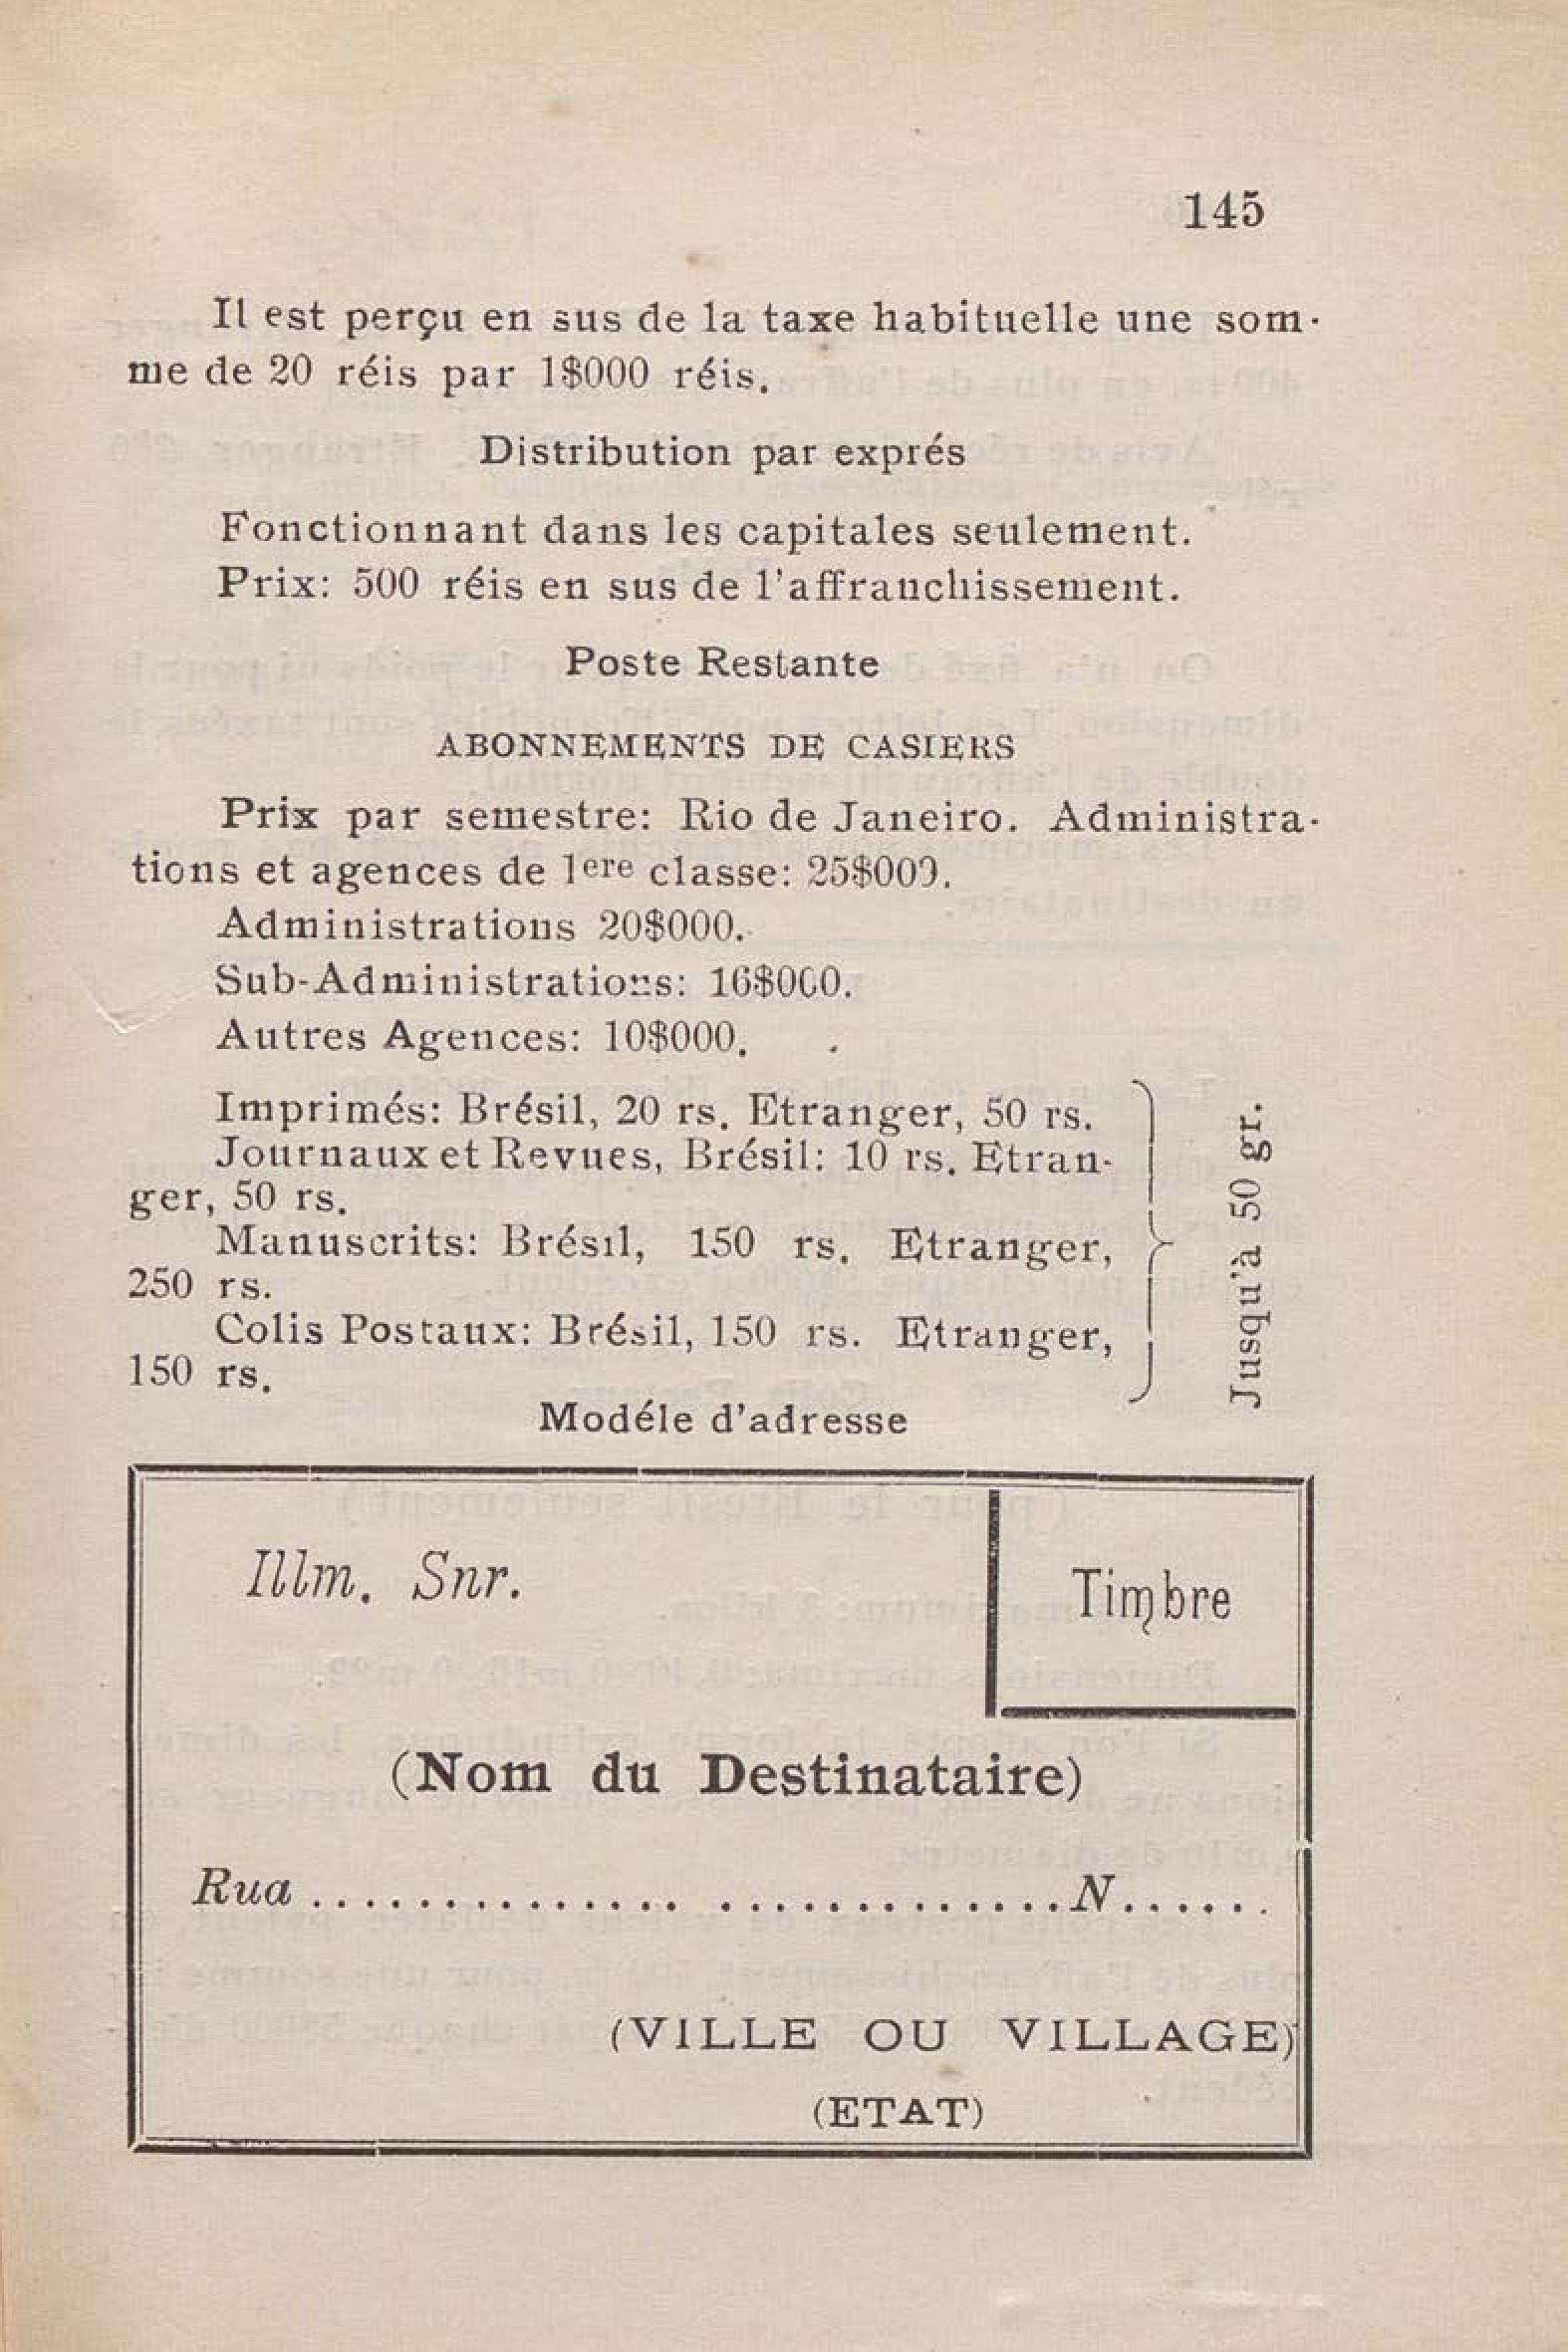 145
Il est perçu en sus de la taxe habituelle une som-
me de 20 réis par 1$000 réis.
Distribution par exprés
Fonctionnant dans les capitales seulement.
Prix: 500 réis en sus de l'affranchissement.
Poste Restante
ABONNEMENTS DE CASIERS
Prix par semestre: Rio de Janeiro. Administra-
tions et agences de 1ere classe: 25$000.
Administrations 20$000.
Sub-Administrations: 16$000.
Autres Agences: 10$000.
Imprimés: Brésil, 20 rs. Etranger, 50 rs.
Journaux et Revues, Brésil: 10 rs. Etran-
ger, 50 rs.
Manuscrits: Brésil, 150 rs. Etranger,
250 rs.
Colis Postaux: Brésil, 150 rs. Etranger,
150 rs.
Jusqu'à 50 gr.
Modéle d'adresse
Illm. Snr.
Timbre
(Nom du Destinataire)
Rua .............. .............N......
(VILLE OU VILLAGE)
(ETAT)